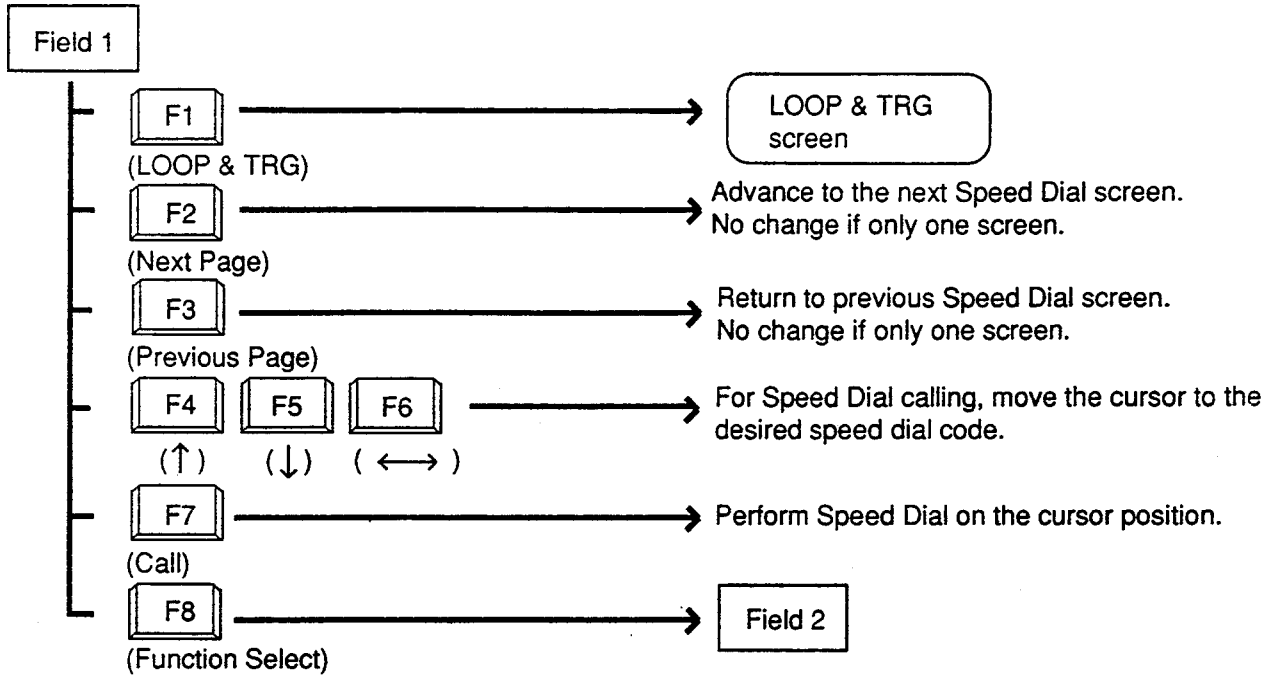 Field 1
F1
(LOOP & TRG)
LOOP & TRG
screen
F2
(Next Page)
Advance to the next Speed Dial screen.
No change if only one screen.
F3
(Previous Page)
Return to previous Speed Dial screen.
No change if only one screen.
F4 F5 F6
(↑) (↓) (⟷)
For Speed Dial calling, move the cursor to the
desired speed dial code.
F7
(Call)
Perform Speed Dial on the cursor position.
F8
(Function Select)
Field 2